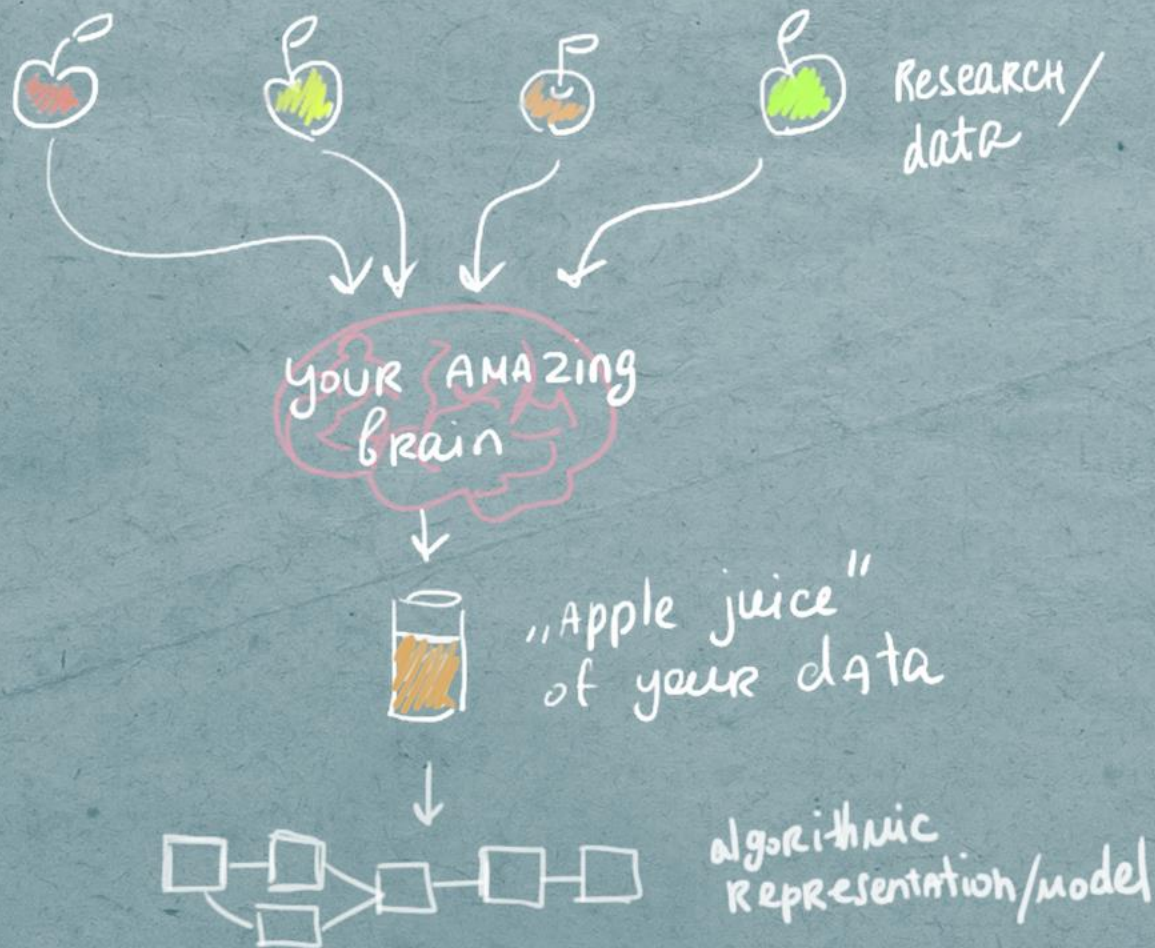 Research/
data
your amazing
brain
„Apple juice"
of your data
algorithmic
representation/model